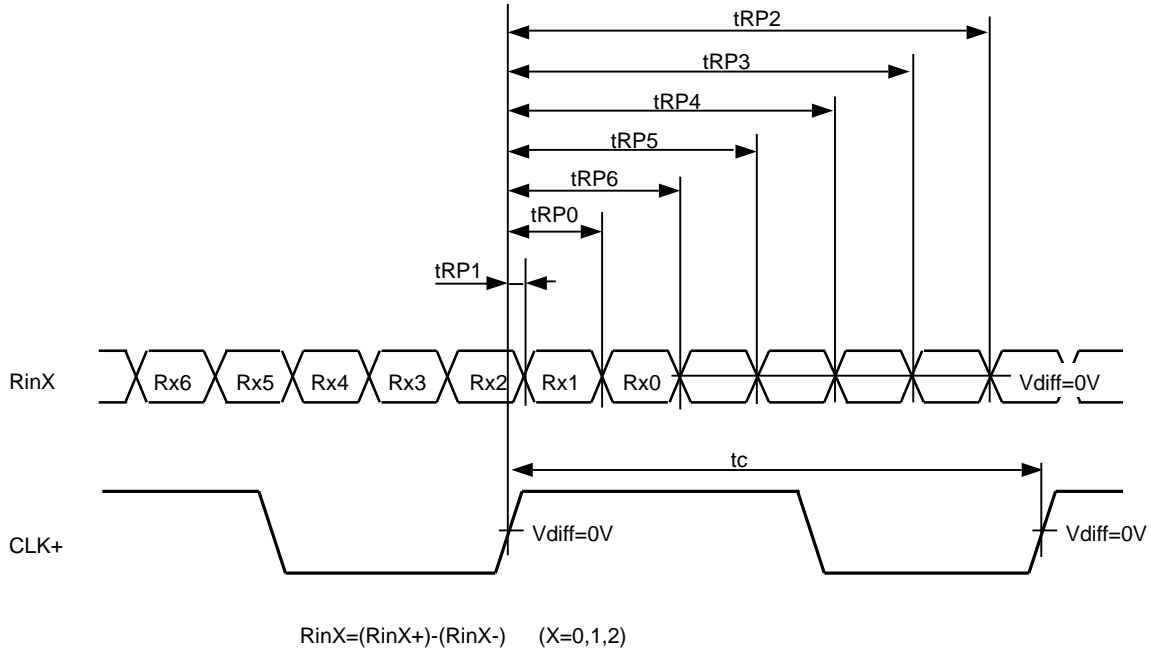 tRP2
tRP3
tRP4
tRP5
tRP6
tRP0
tRP1
RinX Rx6 Rx5 Rx4 Rx3 Rx2 Rx1 Rx0 Vdiff=0V
tc
CLK+ Vdiff=0V Vdiff=0V
RinX=(RinX+)-(RinX-) (X=0,1,2)